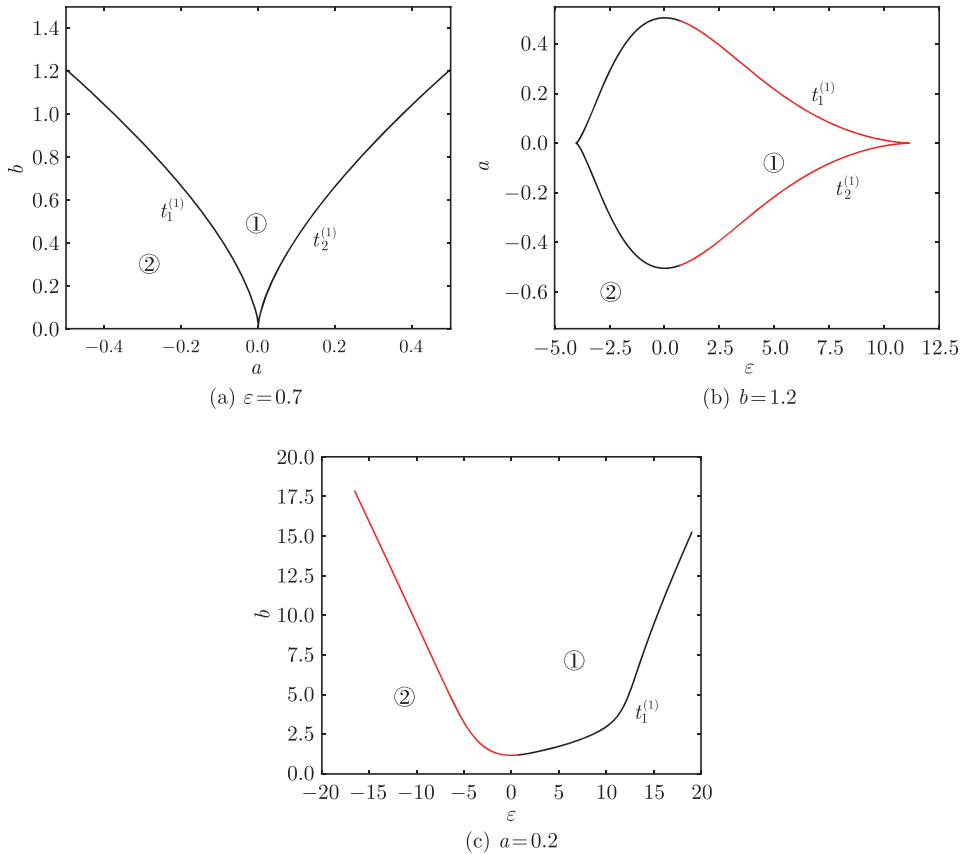 1.4
1.2
1.0
0.8
b
0.6
0.4
0.2
0.0
t₁⁽¹⁾
①
t₂⁽¹⁾
②
−0.4 −0.2 0.0 0.2 0.4
a
(a) ε=0.7
0.4
0.2
0.0
a
−0.2
−0.4
−0.6
t₁⁽¹⁾
①
t₂⁽¹⁾
②
−5.0 −2.5 0.0 2.5 5.0 7.5 10.0 12.5
ε
(b) b=1.2
20.0
17.5
15.0
12.5
b
10.0
7.5
5.0
2.5
0.0
①
②
t₁⁽¹⁾
−20 −15 −10 −5 0 5 10 15 20
ε
(c) a=0.2